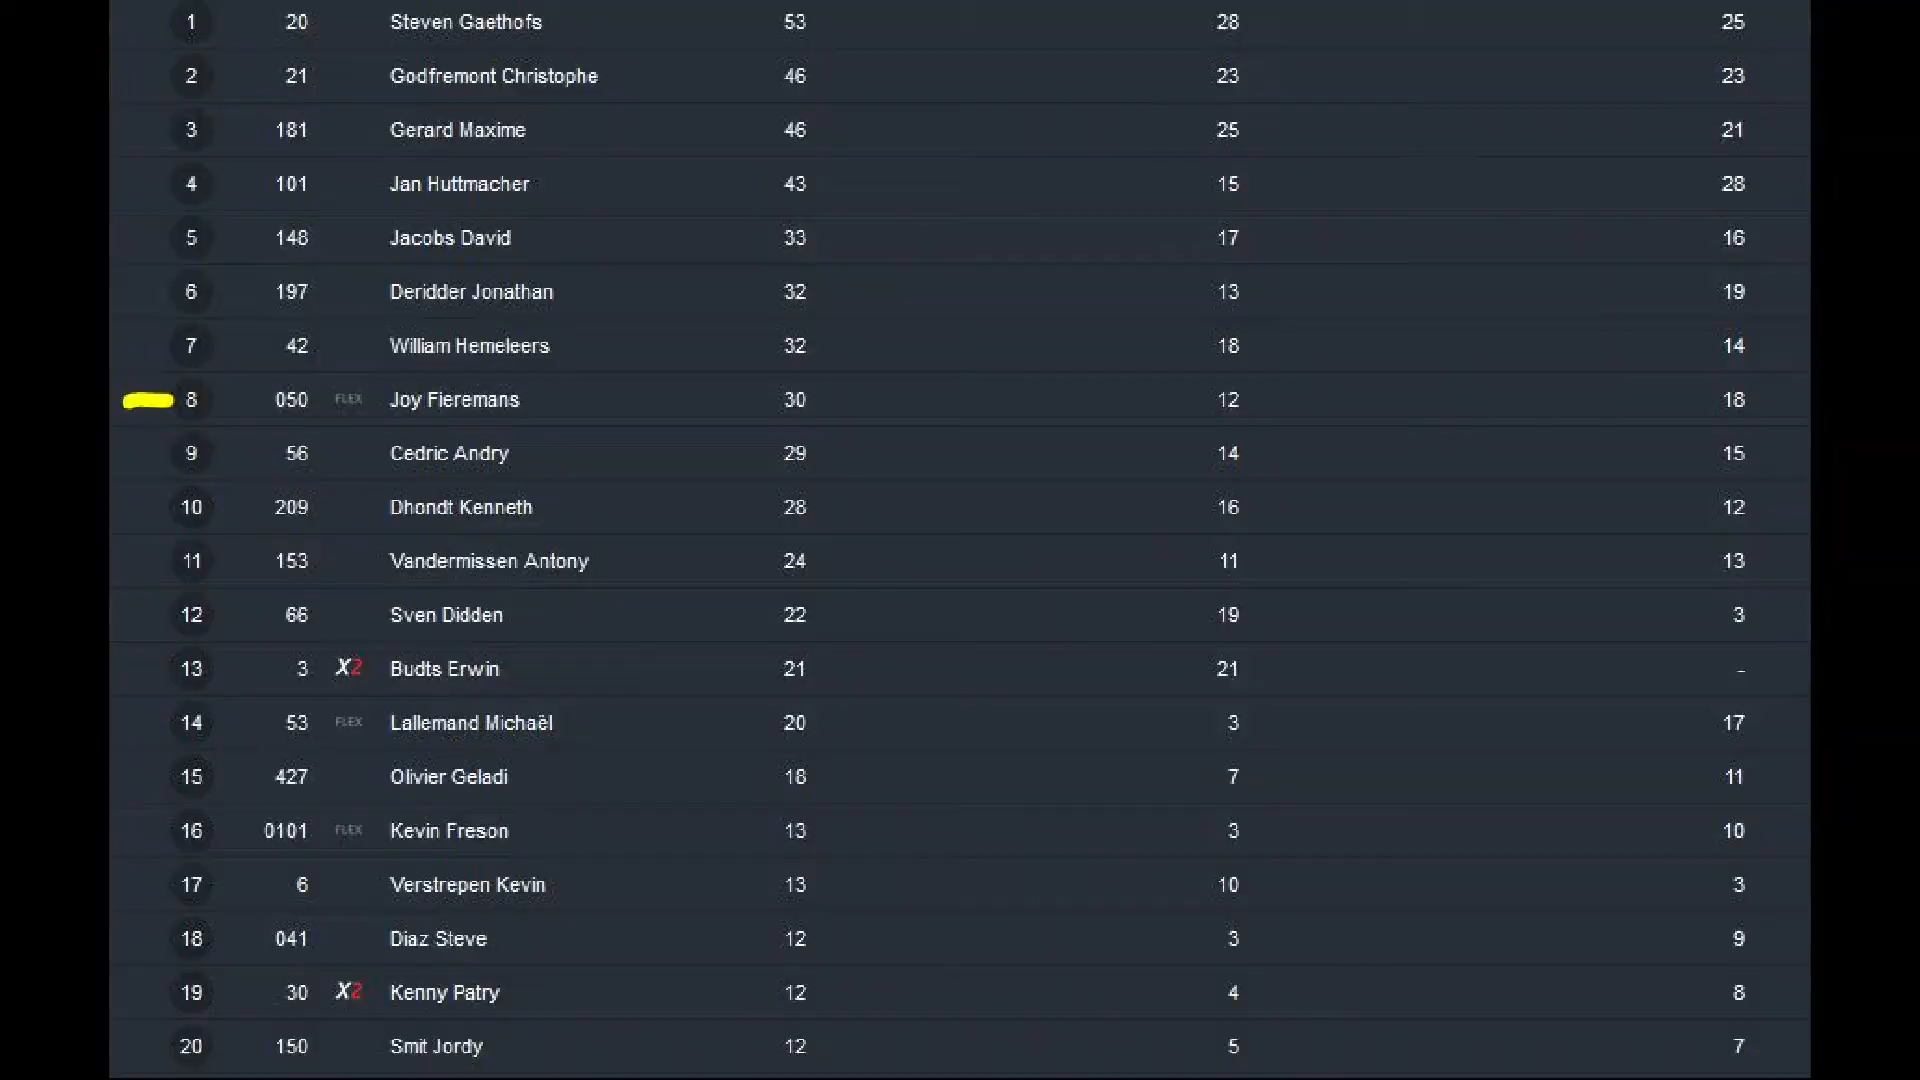 1 20 Steven Gaethofs 53 28 25
2 21 Godfremont Christophe 46 23 23
3 181 Gerard Maxime 46 25 21
4 101 Jan Huttmacher 43 15 28
5 148 Jacobs David 33 17 16
6 197 Deridder Jonathan 32 13 19
7 42 William Hemeleers 32 18 14
8 050 FLEX Joy Fieremans 30 12 18
9 56 Cedric Andry 29 14 15
10 209 Dhondt Kenneth 28 16 12
11 153 Vandermissen Antony 24 11 13
12 66 Sven Didden 22 19 3
13 3 X2 Budts Erwin 21 21 -
14 53 FLEX Lallemand Michaël 20 3 17
15 427 Olivier Geladi 18 7 11
16 0101 FLEX Kevin Freson 13 3 10
17 6 Verstrepen Kevin 13 10 3
18 041 Diaz Steve 12 3 9
19 30 X2 Kenny Patry 12 4 8
20 150 Smit Jordy 12 5 7